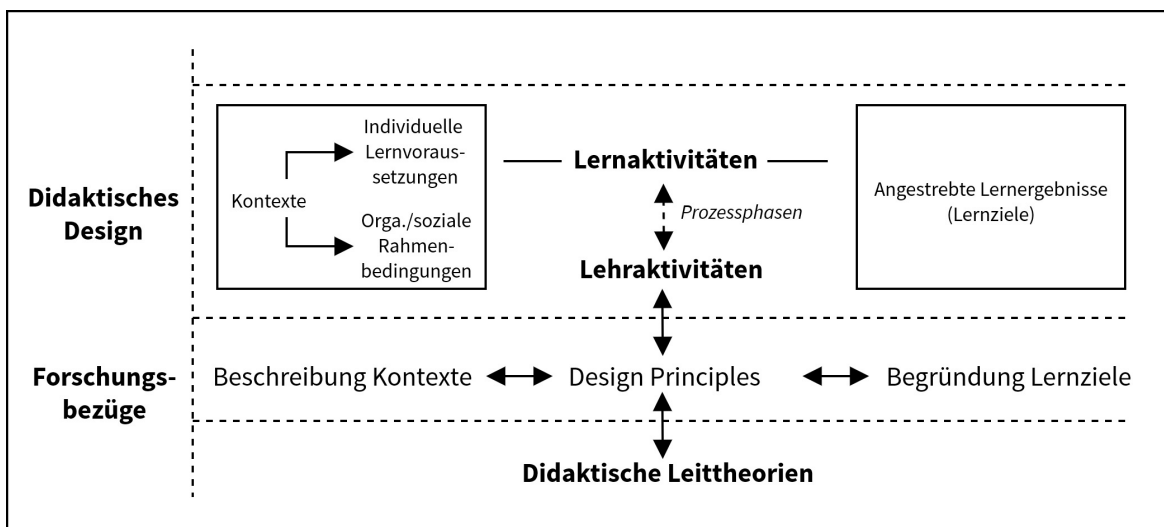 Didaktisches
Design
Kontexte
Individuelle
Lernvoraus-
setzungen
Orga./soziale
Rahmen-
bedingungen
Lernaktivitäten
Prozessphasen
Lehraktivitäten
Angestrebte Lernergebnisse
(Lernziele)
Forschungs-
bezüge
Beschreibung Kontexte
Design Principles
Begründung Lernziele
Didaktische Leittheorien